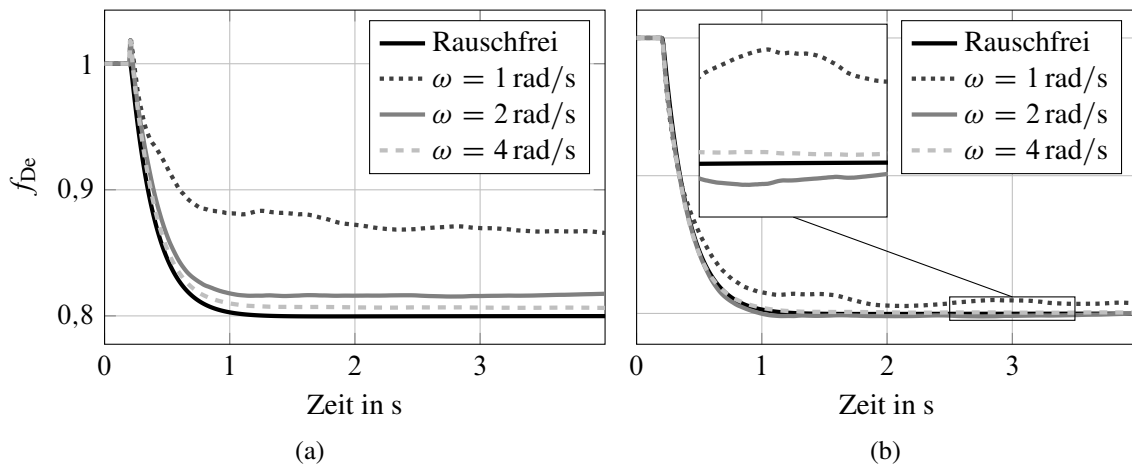 Rauschfrei
ω = 1 rad/s
ω = 2 rad/s
ω = 4 rad/s
1
0,9
0,8
f_De
0 1 2 3
Zeit in s
(a)
Rauschfrei
ω = 1 rad/s
ω = 2 rad/s
ω = 4 rad/s
0 1 2 3
Zeit in s
(b)